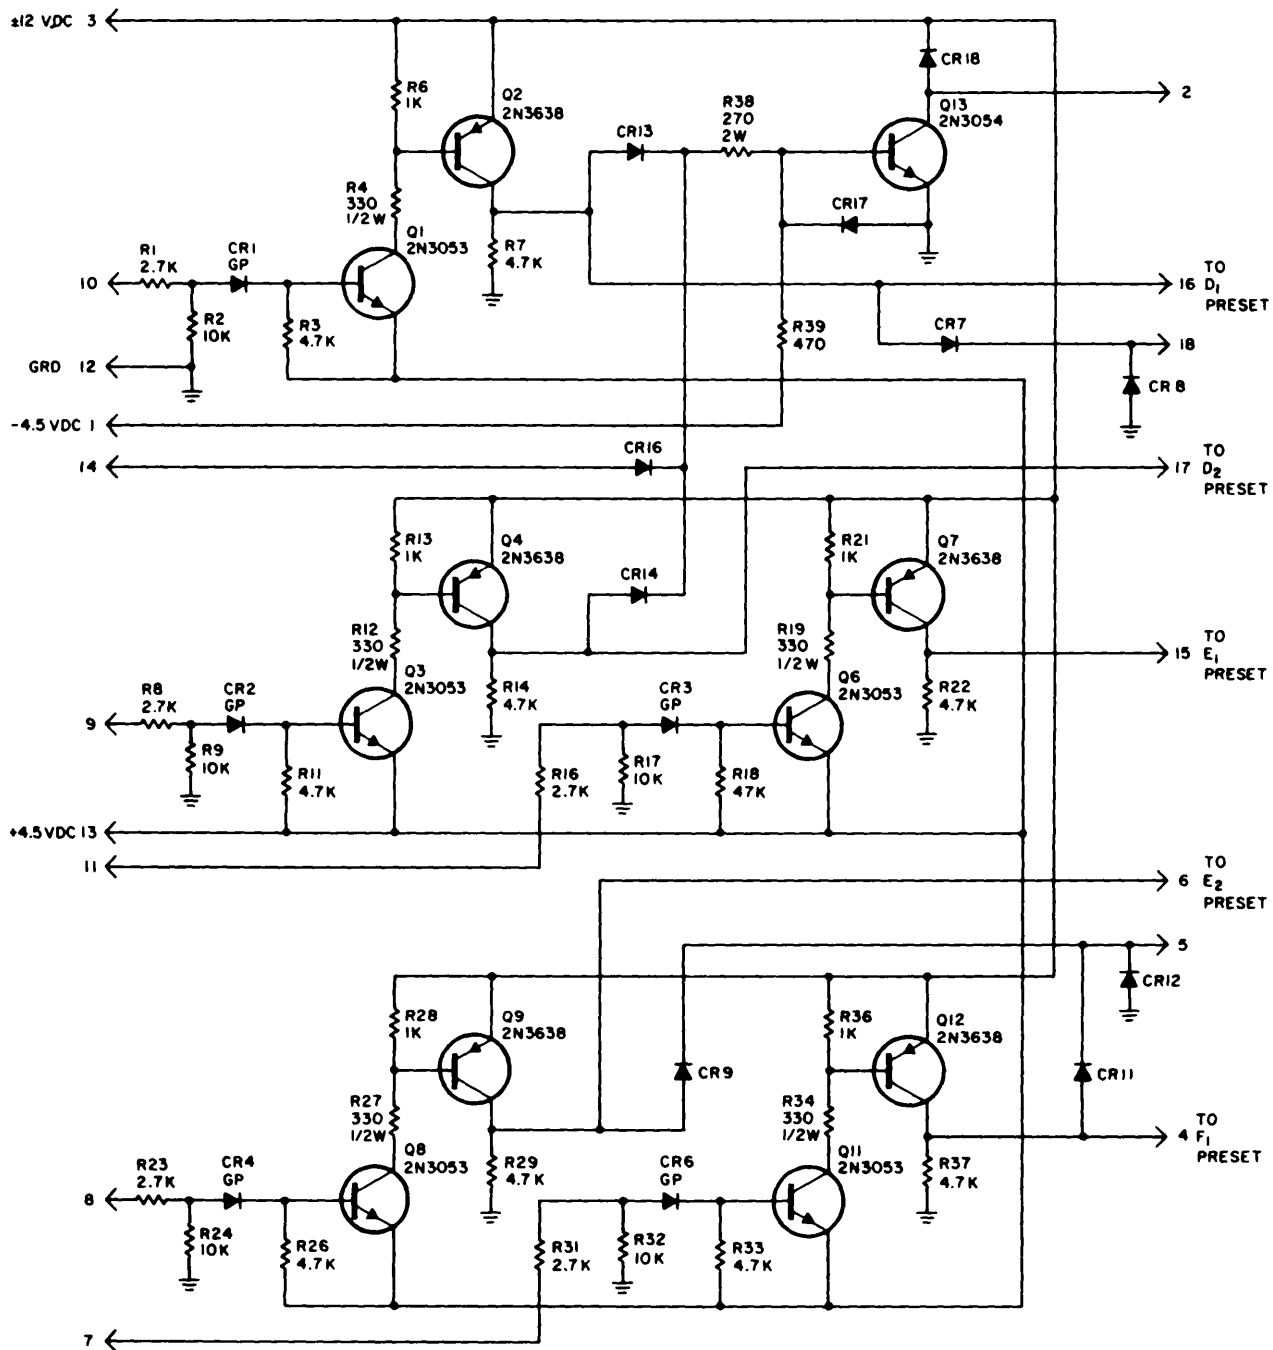 ±12 V.DC 3
CR18
R6
1K
Q2
2N3638
R38
270
2W
Q13
2N3054
2
CR13
R4
330
1/2W
CR17
Q1
2N3053
R7
4.7K
R1
2.7K
CR1
GP
10
16
TO
D1
PRESET
R2
10K
R3
4.7K
R39
470
CR7
18
GRD 12
CR8
-4.5 VDC 1
14
CR16
17
TO
D2
PRESET
R13
1K
Q4
2N3638
R21
1K
Q7
2N3638
CR14
R12
330
1/2W
R19
330
1/2W
15
TO
E1
PRESET
Q3
2N3053
R14
4.7K
Q6
2N3053
R22
4.7K
R8
2.7K
CR2
GP
CR3
GP
9
R9
10K
R11
4.7K
R16
2.7K
R17
10K
R18
47K
+4.5VDC 13
11
6
TO
E2
PRESET
5
CR12
R28
1K
Q9
2N3638
R36
1K
Q12
2N3638
CR9
CR11
R27
330
1/2W
R34
330
1/2W
4
TO
F1
PRESET
Q8
2N3053
R29
4.7K
Q11
2N3053
R37
4.7K
R23
2.7K
CR4
GP
CR6
GP
8
R24
10K
R26
4.7K
R31
2.7K
R32
10K
R33
4.7K
7